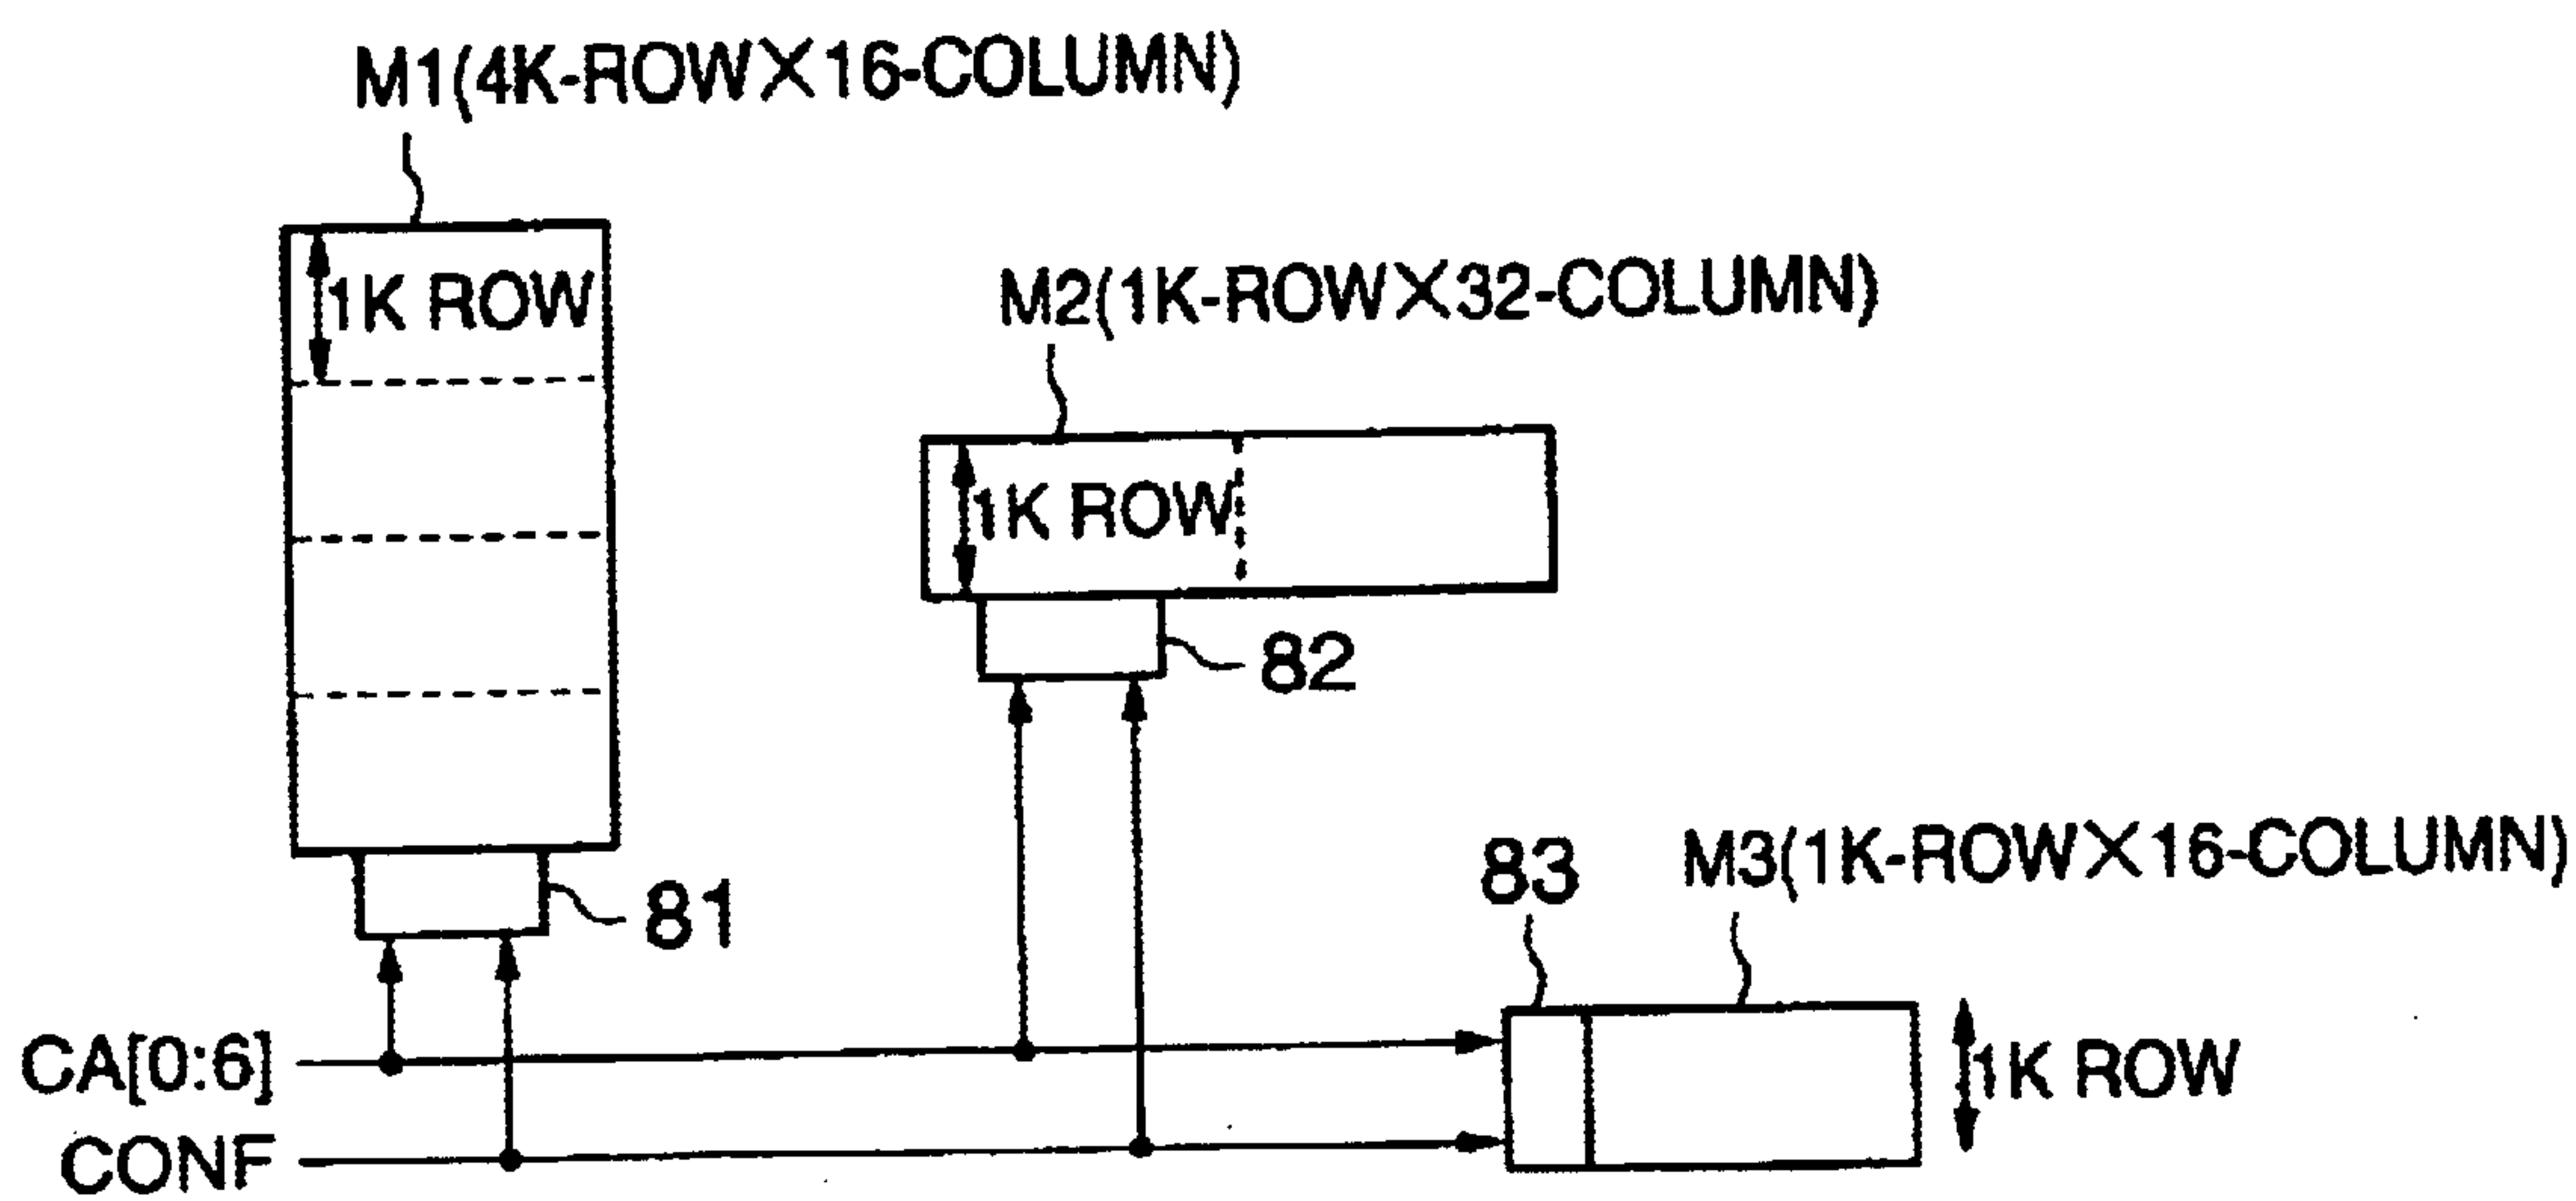 M1(4K-ROW×16-COLUMN)
1K ROW
M2(1K-ROW×32-COLUMN)
1K ROW
82
81
83
M3(1K-ROW×16-COLUMN)
CA[0:6]
1K ROW
CONF